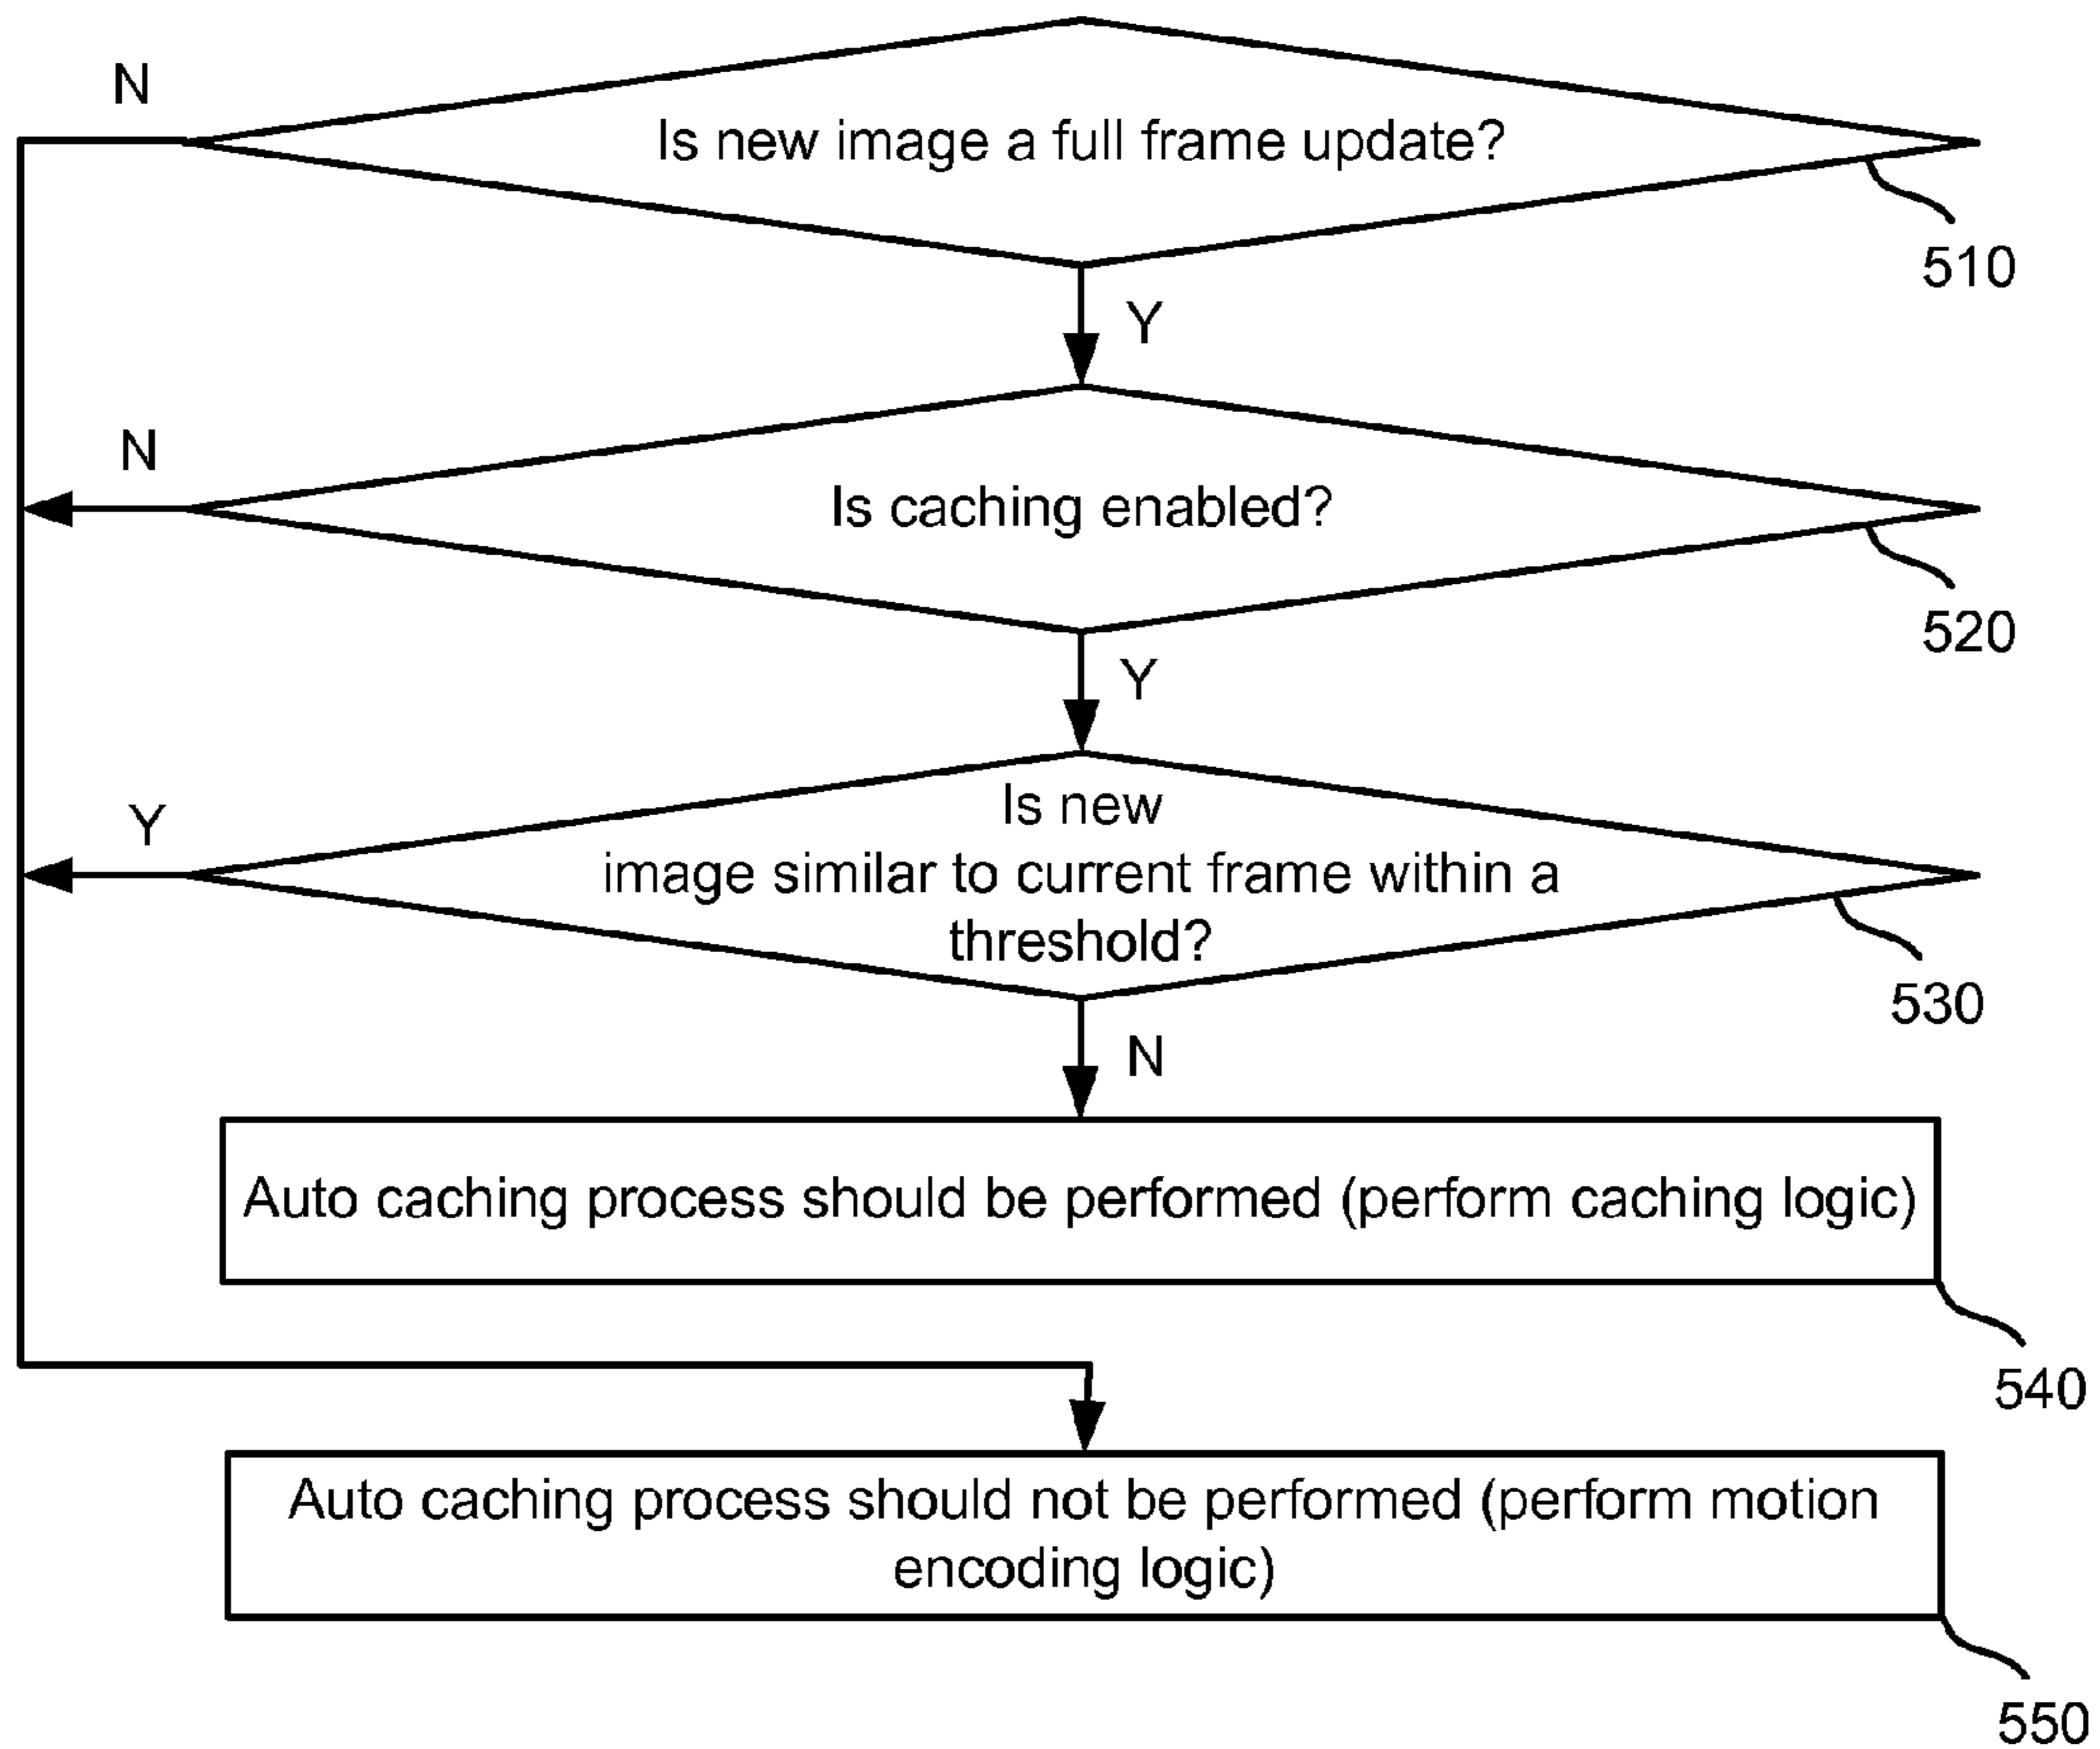 N
Is new image a full frame update?
510
Y
N
Is caching enabled?
520
Y
Y
Is new
image similar to current frame within a
threshold?
530
N
Auto caching process should be performed (perform caching logic)
540
Auto caching process should not be performed (perform motion
encoding logic)
550